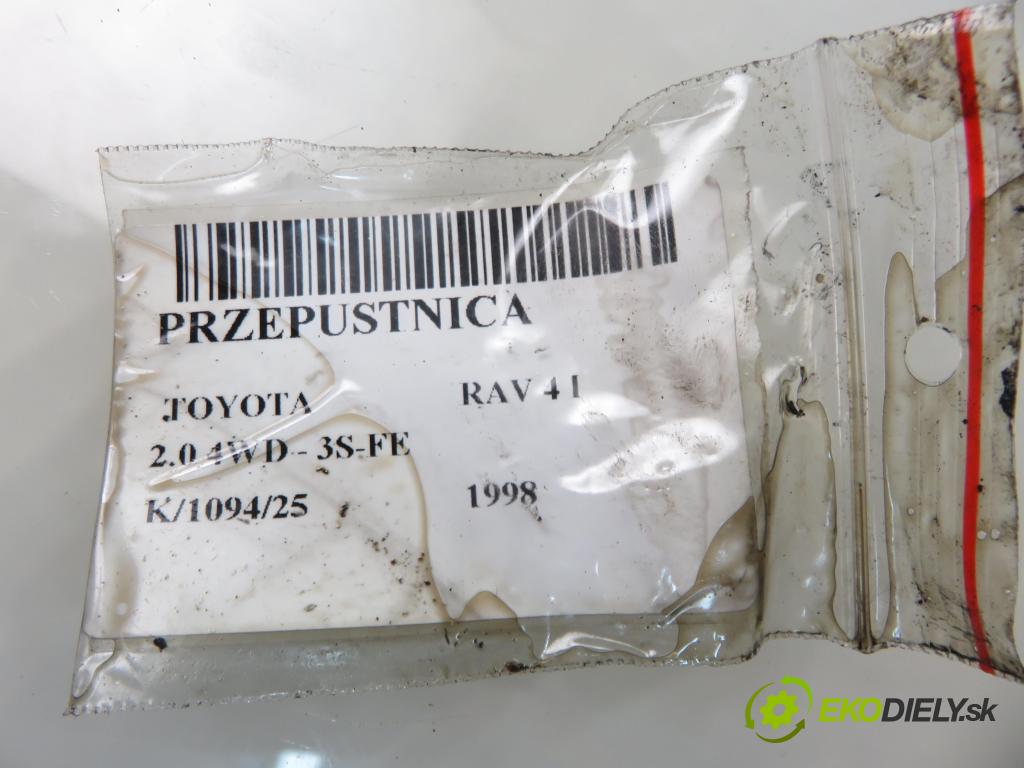 PRZEPUSTNICA
TOYOTA RAV 4 I
2.0 4WD - 3S-FE
K/1094/25 1998
EKODIELY.sk